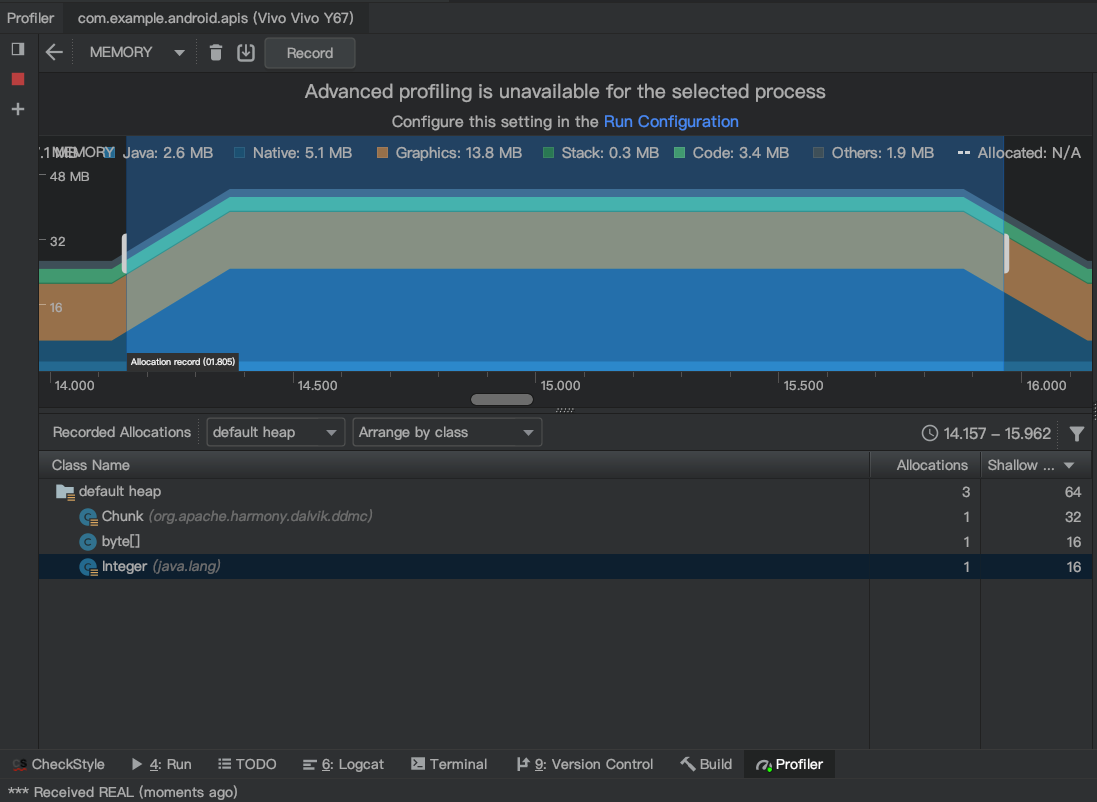 Profiler com.example.android.apis (Vivo Vivo Y67)
MEMORY Record
Advanced profiling is unavailable for the selected process
Configure this setting in the Run Configuration
MEMORY Java: 2.6 MB Native: 5.1 MB Graphics: 13.8 MB Stack: 0.3 MB Code: 3.4 MB Others: 1.9 MB Allocated: N/A
48 MB
32
16
Allocation record (01.805)
14.000 14.500 15.000 15.500 16.000
Recorded Allocations default heap Arrange by class 14.157 – 15.962
Class Name Allocations Shallow ...
default heap 3 64
Chunk (org.apache.harmony.dalvik.ddmc) 1 32
byte[] 1 16
Integer (java.lang) 1 16
CS CheckStyle 4: Run TODO 6: Logcat Terminal 9: Version Control Build Profiler
*** Received REAL (moments ago)